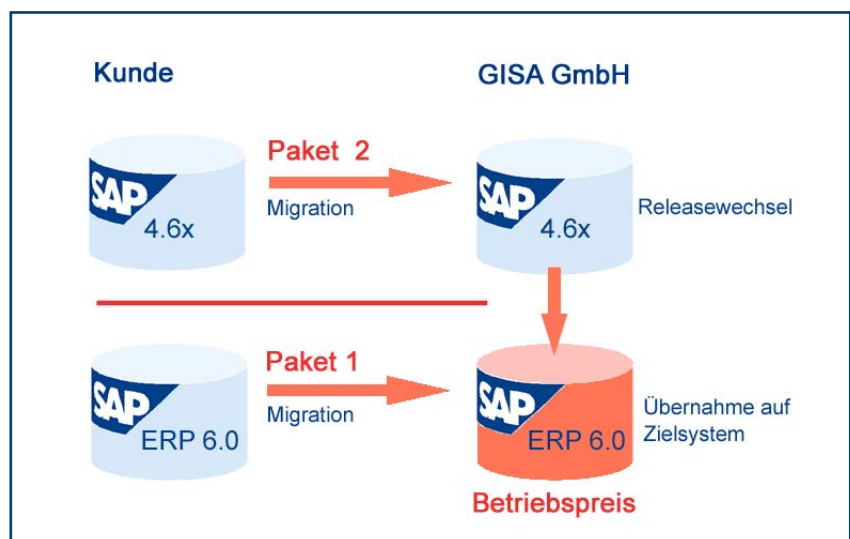 Kunde
GISA GmbH
Paket 2
Migration
SAP
4.6x
SAP
4.6x
Releasewechsel
Paket 1
Migration
SAP
ERP 6.0
SAP
ERP 6.0
Übernahme auf
Zielsystem
Betriebspreis